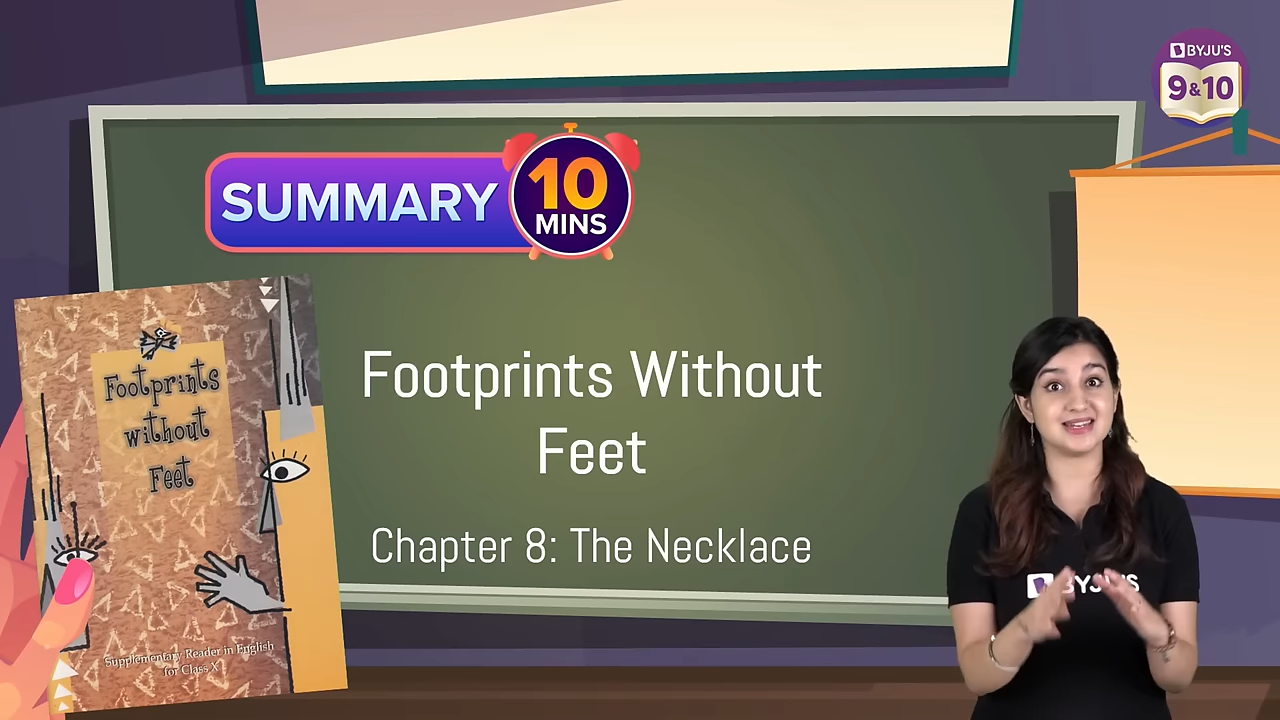 BYJU'S
9&10
SUMMARY
10
MINS
Footprints Without
Feet
Chapter 8: The Necklace
Footprints
without
Feet
Supplementary Reader in English
for Class X
BYJU'S